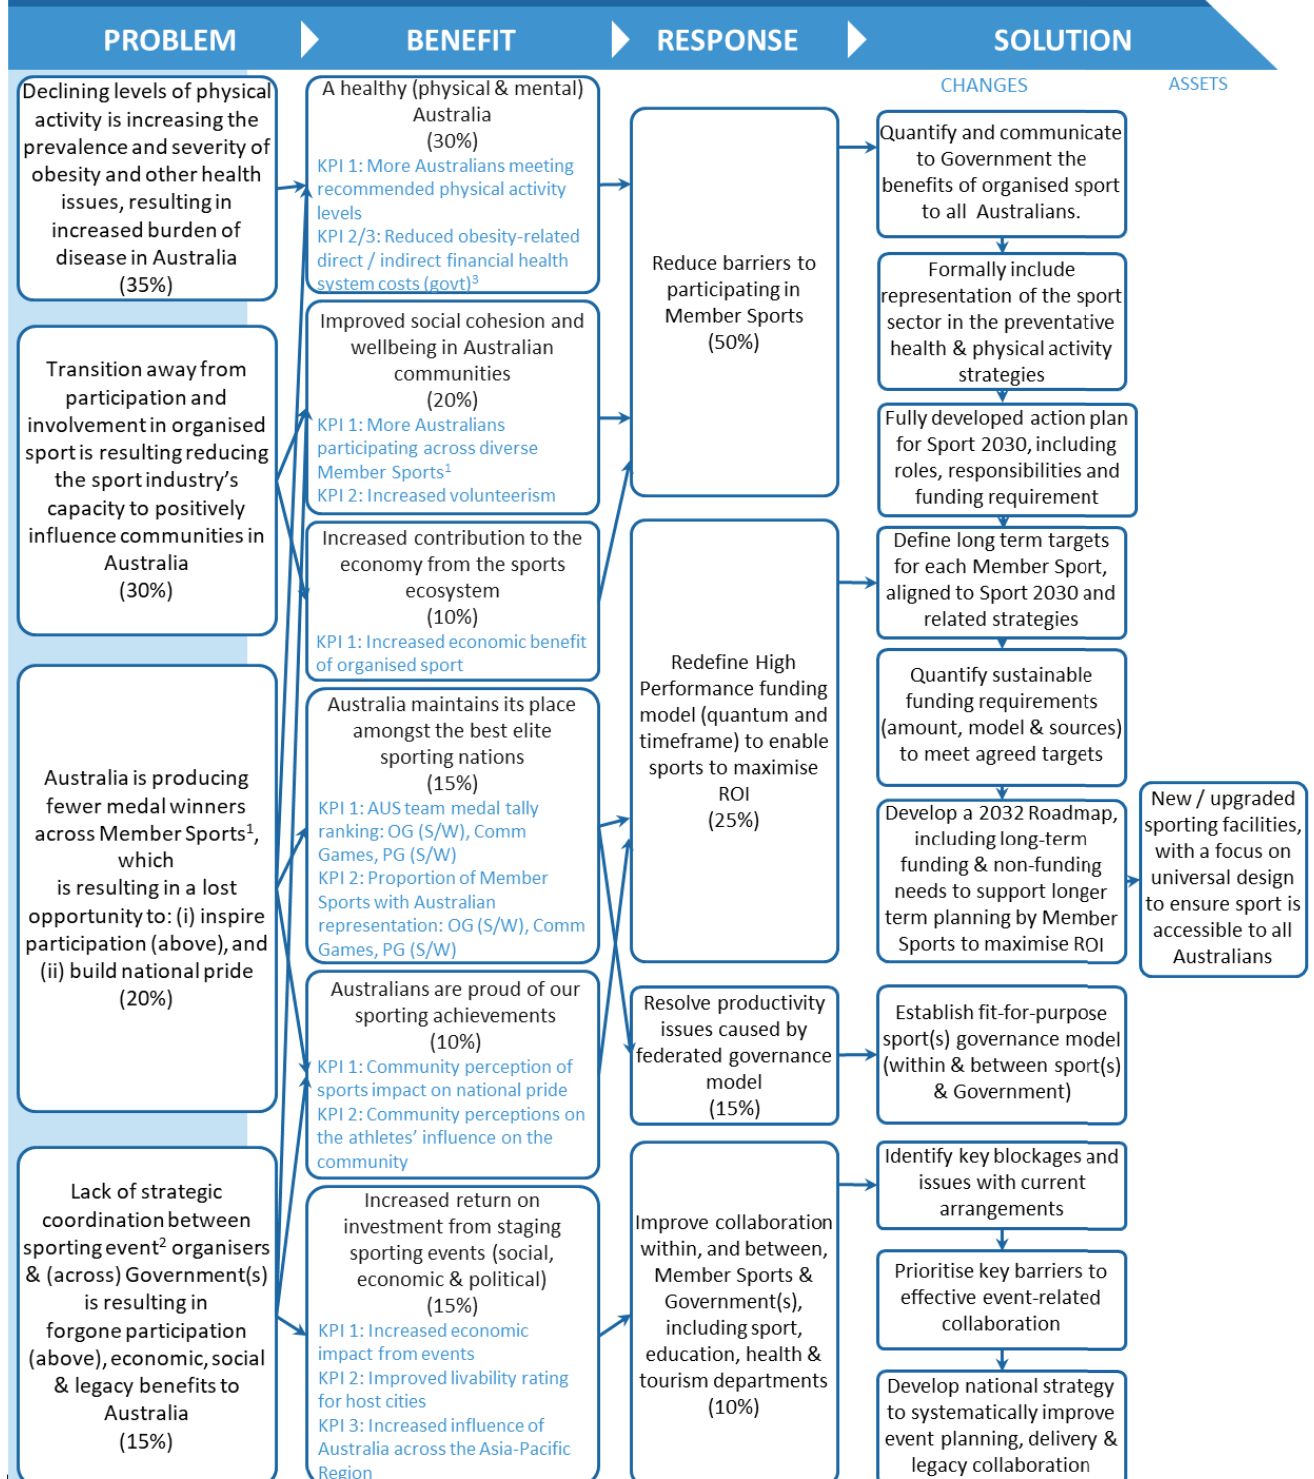 PROBLEM
BENEFIT
RESPONSE
SOLUTION
CHANGES
ASSETS
Declining levels of physical
activity is increasing the
prevalence and severity of
obesity and other health
issues, resulting in
increased burden of
disease in Australia
(35%)
Transition away from
participation and
involvement in organised
sport is resulting reducing
the sport industry's
capacity to positively
influence communities in
Australia
(30%)
Australia is producing
fewer medal winners
across Member Sports¹,
which
is resulting in a lost
opportunity to: (i) inspire
participation (above), and
(ii) build national pride
(20%)
Lack of strategic
coordination between
sporting event² organisers
& (across) Government(s)
is resulting in
forgone participation
(above), economic, social
& legacy benefits to
Australia
(15%)
A healthy (physical & mental)
Australia
(30%)
KPI 1: More Australians meeting
recommended physical activity
levels
KPI 2/3: Reduced obesity-related
direct / indirect financial health
system costs (govt)³
Improved social cohesion and
wellbeing in Australian
communities
(20%)
KPI 1: More Australians
participating across diverse
Member Sports¹
KPI 2: Increased volunteerism
Increased contribution to the
economy from the sports
ecosystem
(10%)
KPI 1: Increased economic benefit
of organised sport
Australia maintains its place
amongst the best elite
sporting nations
(15%)
KPI 1: AUS team medal tally
ranking: OG (S/W), Comm
Games, PG (S/W)
KPI 2: Proportion of Member
Sports with Australian
representation: OG (S/W), Comm
Games, PG (S/W)
Australians are proud of our
sporting achievements
(10%)
KPI 1: Community perception of
sports impact on national pride
KPI 2: Community perceptions on
the athletes' influence on the
community
Increased return on
investment from staging
sporting events (social,
economic & political)
(15%)
KPI 1: Increased economic
impact from events
KPI 2: Improved livability rating
for host cities
KPI 3: Increased influence of
Australia across the Asia-Pacific
Region
Reduce barriers to
participating in
Member Sports
(50%)
Redefine High
Performance funding
model (quantum and
timeframe) to enable
sports to maximise
ROI
(25%)
Resolve productivity
issues caused by
federated governance
model
(15%)
Improve collaboration
within, and between,
Member Sports &
Government(s),
including sport,
education, health &
tourism departments
(10%)
Quantify and communicate
to Government the
benefits of organised sport
to all Australians.
Formally include
representation of the sport
sector in the preventative
health & physical activity
strategies
Fully developed action plan
for Sport 2030, including
roles, responsibilities and
funding requirement
Define long term targets
for each Member Sport,
aligned to Sport 2030 and
related strategies
Quantify sustainable
funding requirements
(amount, model & sources)
to meet agreed targets
Develop a 2032 Roadmap,
including long-term
funding & non-funding
needs to support longer
term planning by Member
Sports to maximise ROI
New / upgraded
sporting facilities,
with a focus on
universal design
to ensure sport is
accessible to all
Australians
Establish fit-for-purpose
sport(s) governance model
(within & between sport(s)
& Government)
Identify key blockages and
issues with current
arrangements
Prioritise key barriers to
effective event-related
collaboration
Develop national strategy
to systematically improve
event planning, delivery &
legacy collaboration